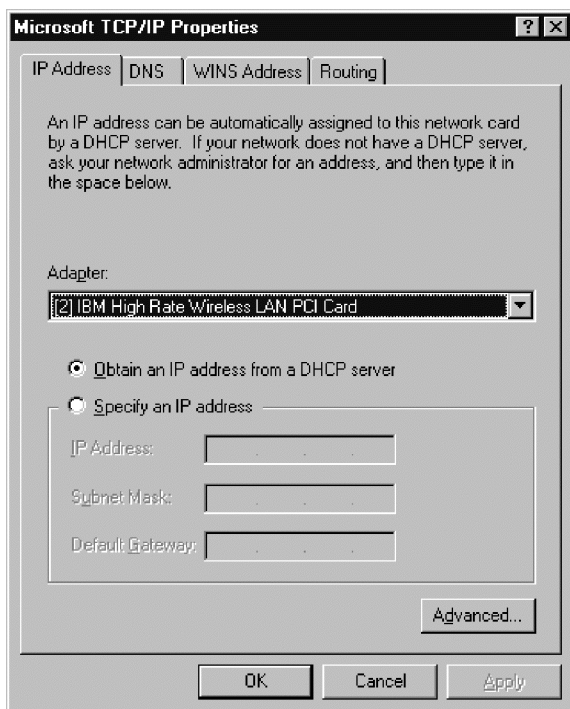 Microsoft TCP/IP Properties
IP Address DNS WINS Address Routing
An IP address can be automatically assigned to this network card
by a DHCP server. If your network does not have a DHCP server,
ask your network administrator for an address, and then type it in
the space below.
Adapter:
[2] IBM High Rate Wireless LAN PCI Card
Obtain an IP address from a DHCP server
Specify an IP address
IP Address:
Subnet Mask:
Default Gateway:
Advanced...
OK Cancel Apply